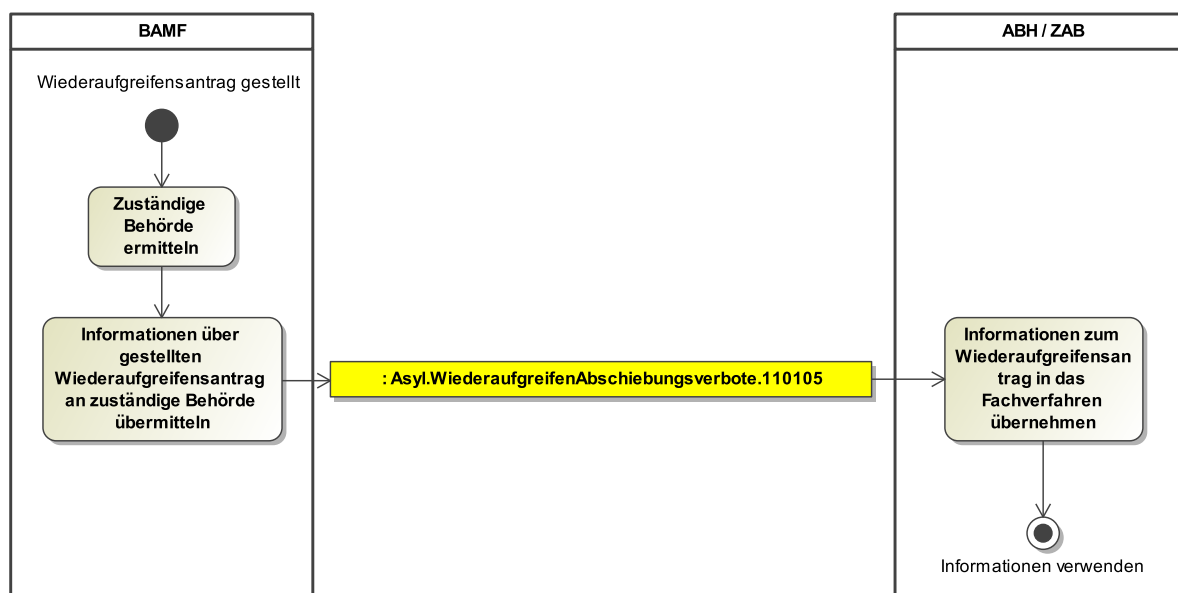 BAMF
ABH / ZAB
Wiederaufgreifensantrag gestellt
Zuständige
Behörde
ermitteln
Informationen über
gestellten
Wiederaufgreifensantrag
an zuständige Behörde
übermitteln
: Asyl.WiederaufgreifenAbschiebungsverbote.110105
Informationen zum
Wiederaufgreifensan
trag in das
Fachverfahren
übernehmen
Informationen verwenden